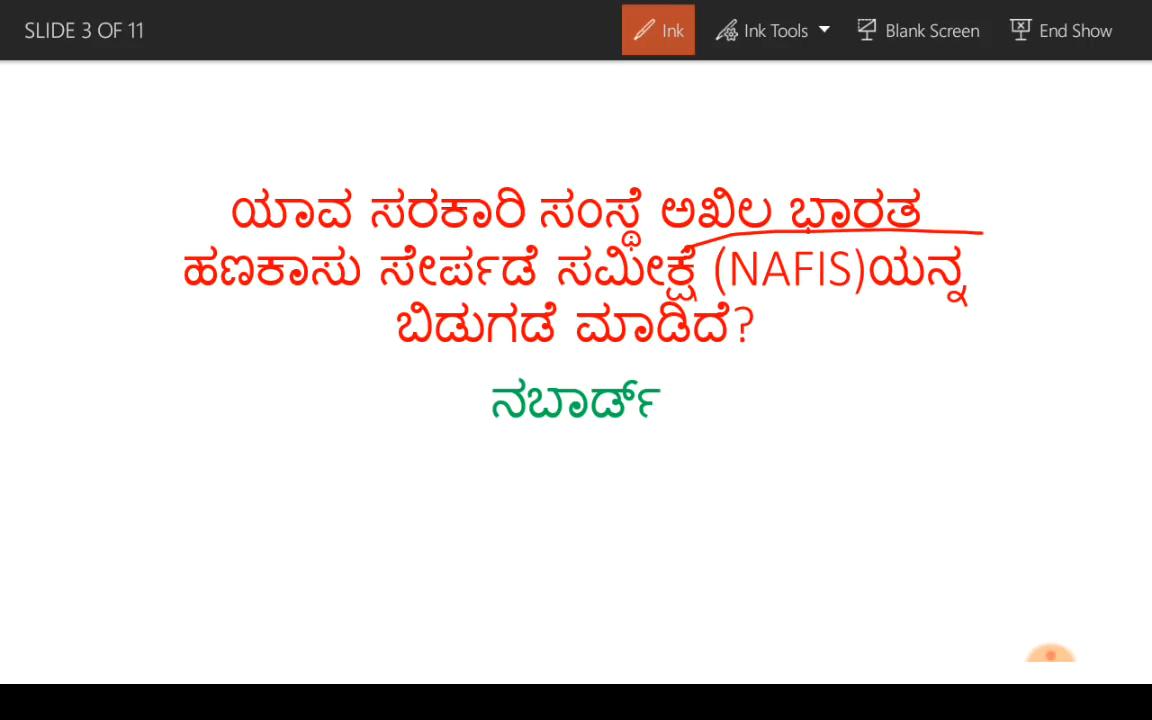 SLIDE 3 OF 11
Ink
Ink Tools
Blank Screen
End Show
ಯಾವ ಸರಕಾರಿ ಸಂಸ್ಥೆ ಅಖಿಲ ಭಾರತ
ಹಣಕಾಸು ಸೇರ್ಪಡೆ ಸಮೀಕ್ಷೆ (NAFIS)ಯನ್ನ
ಬಿಡುಗಡೆ ಮಾಡಿದೆ?
ನಬಾರ್ಡ್